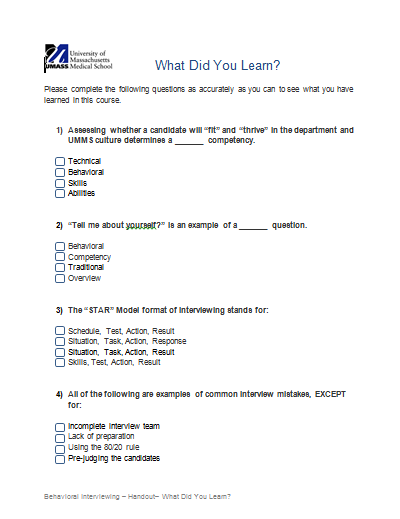 University of
Massachusetts
UMASS Medical School
What Did You Learn?
Please complete the following questions as accurately as you can to see what you have
learned in this course.
1) Assessing whether a candidate will “fit” and “thrive” in the department and
UMMS culture determines a ______ competency.
Technical
Behavioral
Skills
Abilities
2) “Tell me about yourself?” is an example of a ______ question.
Behavioral
Competency
Traditional
Overview
3) The “STAR” Model format of interviewing stands for:
Schedule, Test, Action, Result
Situation, Task, Action, Response
Situation, Task, Action, Result
Skills, Test, Action, Result
4) All of the following are examples of common interview mistakes, EXCEPT
for:
Incomplete interview team
Lack of preparation
Using the 80/20 rule
Pre-judging the candidates
Behavioral Interviewing – Handout– What Did You Learn?